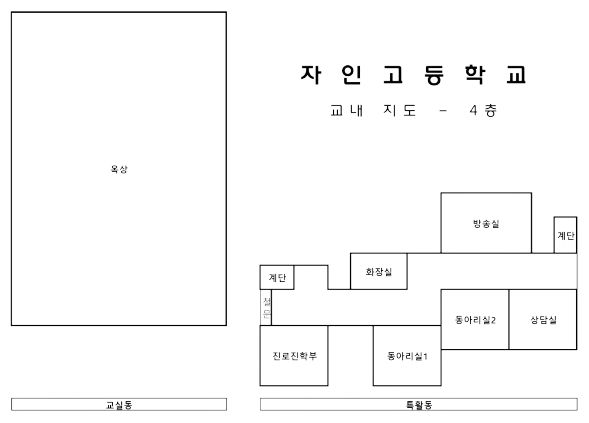 자인고등학교
교내 지도 - 4층
옥상
방송실
계단
화장실
계단
철문
동아리실2
상담실
진로진학부
동아리실1
교실동
특활동